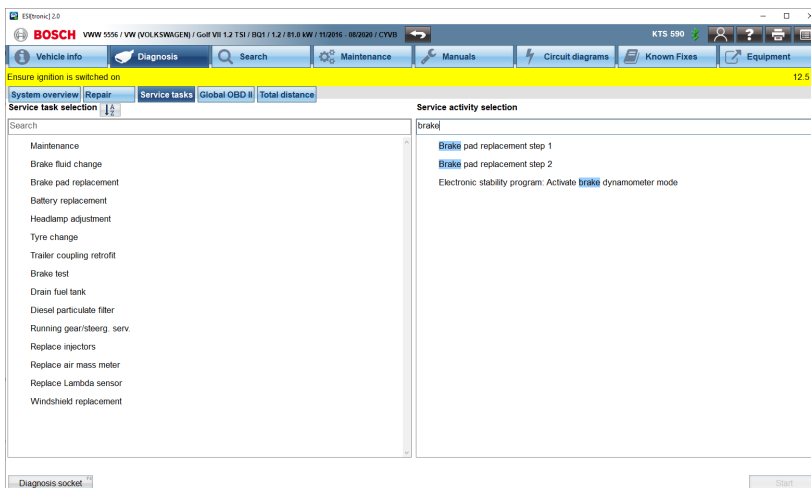 ESI[tronic] 2.0
BOSCH VWW 5556 / VW (VOLKSWAGEN) / Golf VII 1.2 TSI / BQ1 / 1.2 / 81.0 kW / 11/2016 - 08/2020 / CYVB KTS 590 ?
Vehicle info Diagnosis Search Maintenance Manuals Circuit diagrams Known Fixes Equipment
Ensure ignition is switched on 12.5
System overview Repair Service tasks Global OBD II Total distance
Service task selection Service activity selection
Search brake
Maintenance Brake pad replacement step 1
Brake fluid change Brake pad replacement step 2
Brake pad replacement Electronic stability program: Activate brake dynamometer mode
Battery replacement
Headlamp adjustment
Tyre change
Trailer coupling retrofit
Brake test
Drain fuel tank
Diesel particulate filter
Running gear/steerg. serv.
Replace injectors
Replace air mass meter
Replace Lambda sensor
Windshield replacement
Diagnosis socket Start